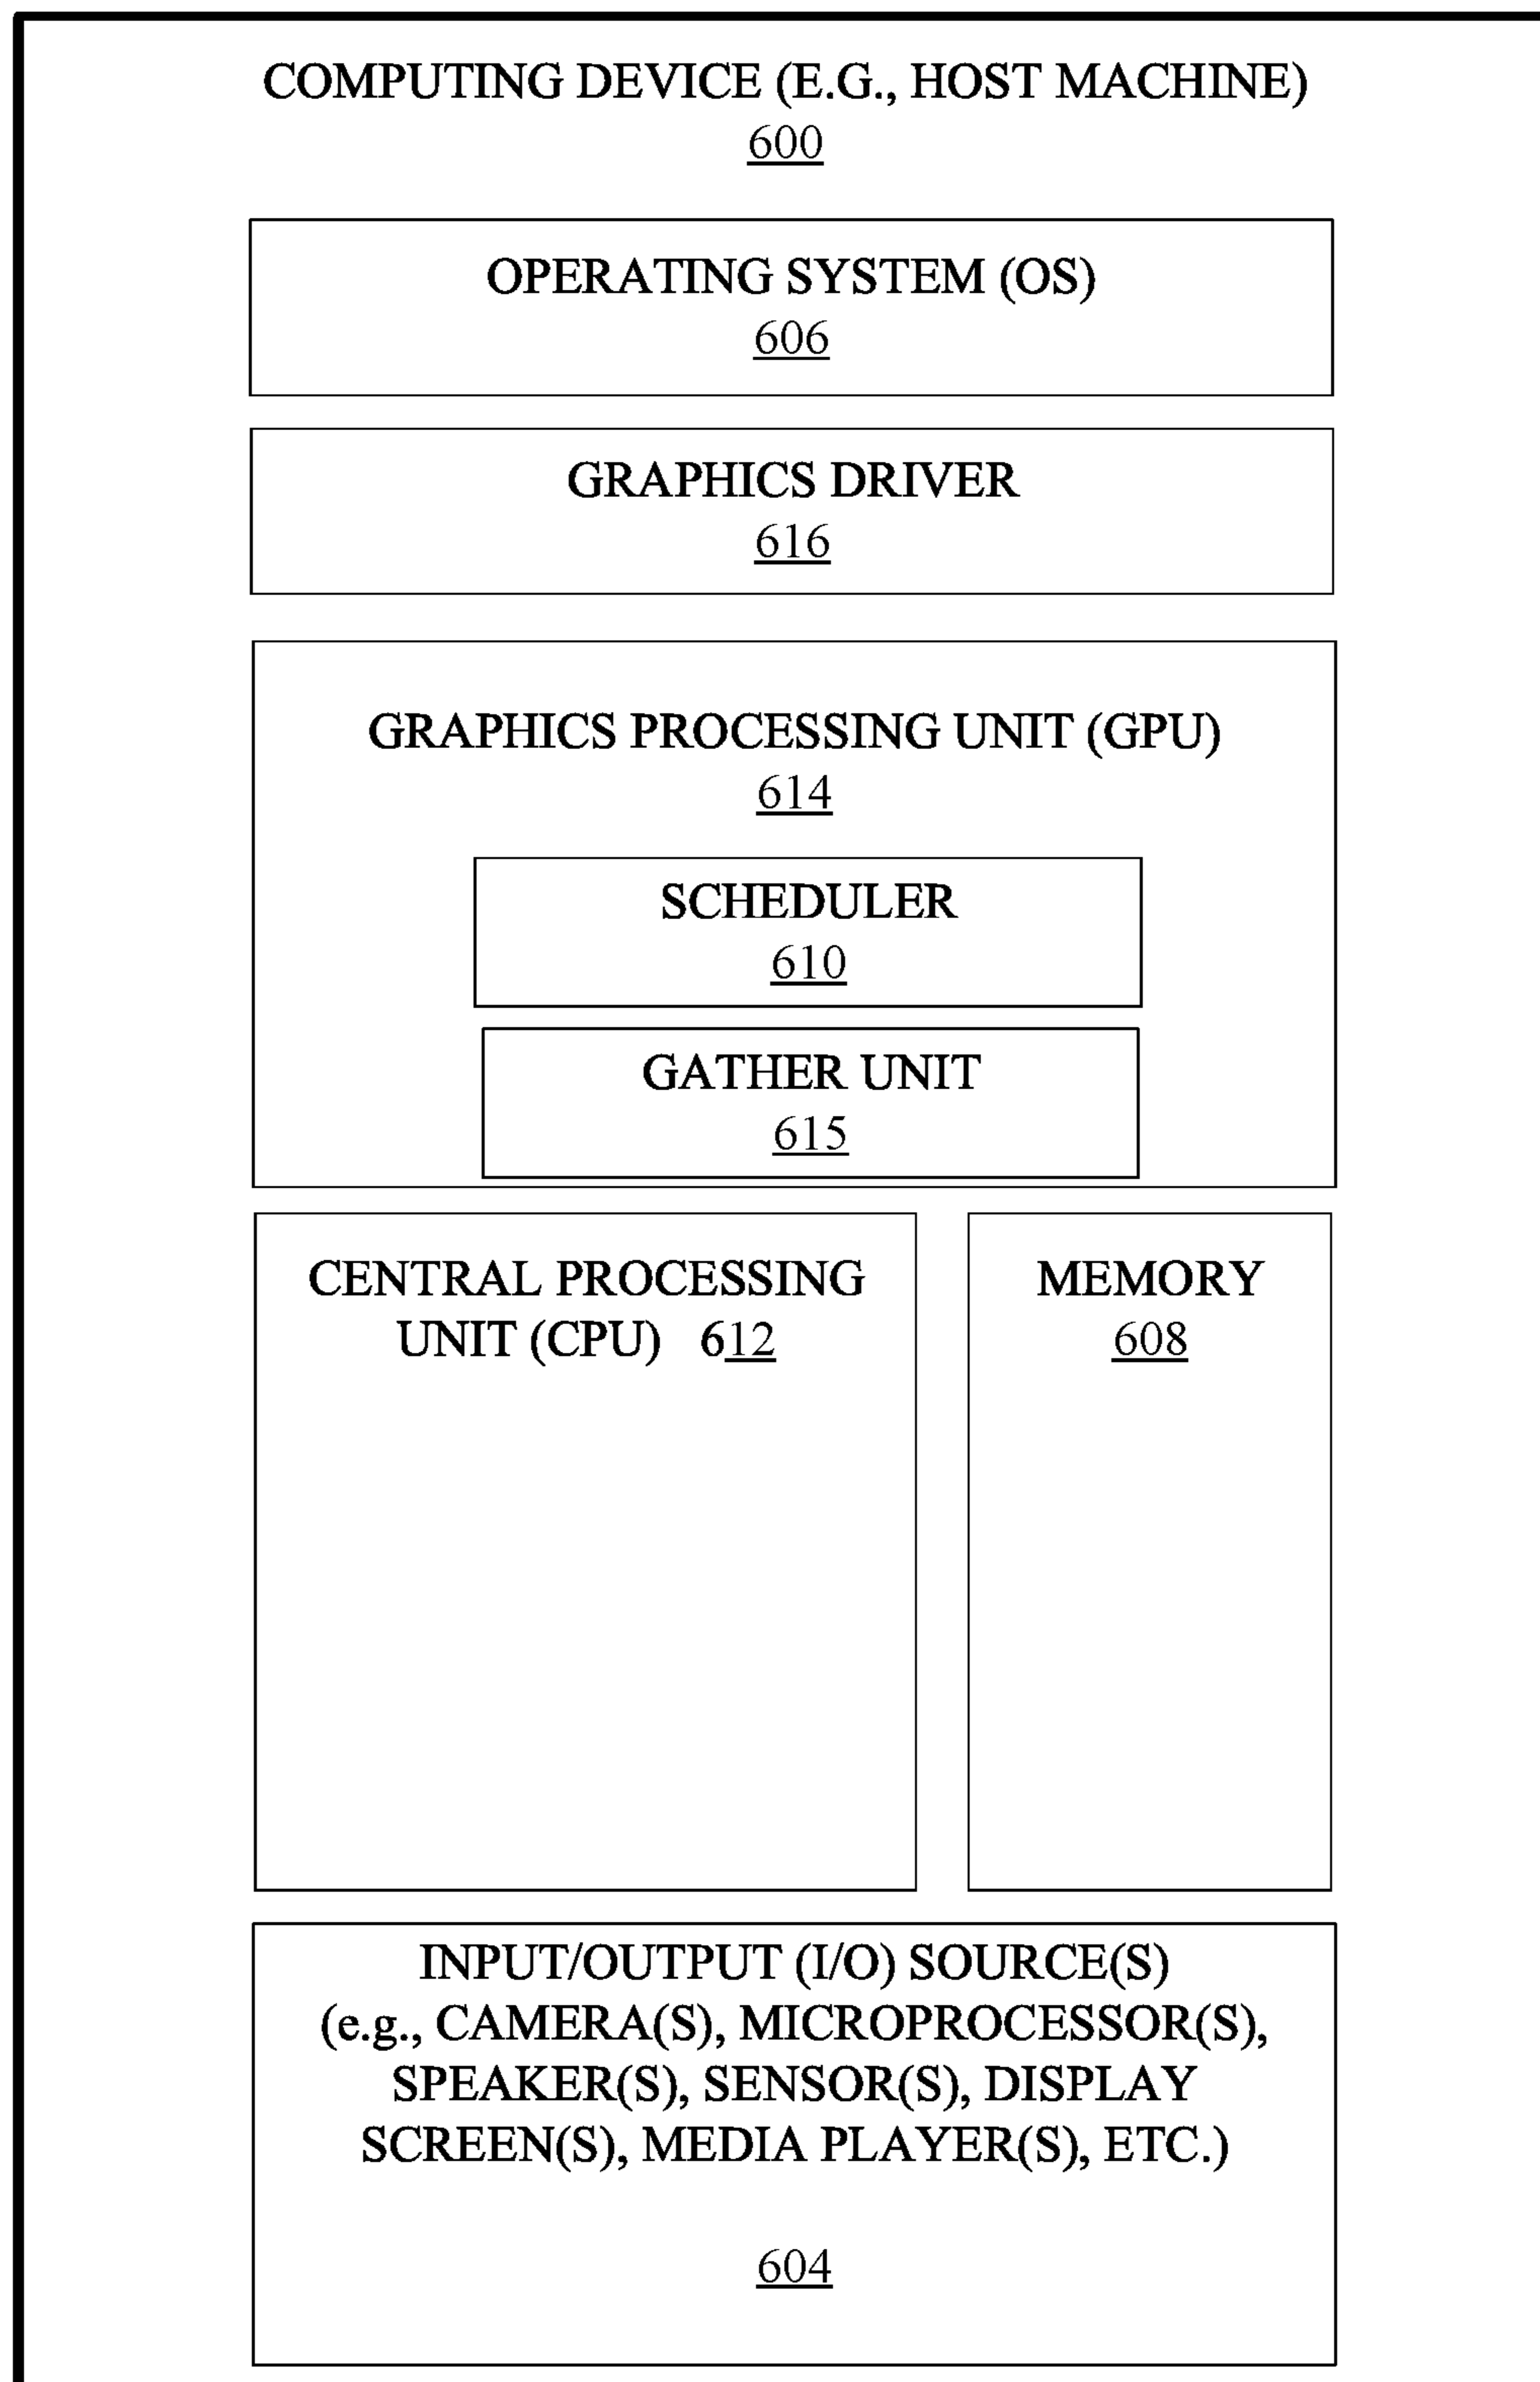 COMPUTING DEVICE (E.G., HOST MACHINE)
600
OPERATING SYSTEM (OS)
606
GRAPHICS DRIVER
616
GRAPHICS PROCESSING UNIT (GPU)
614
SCHEDULER
610
GATHER UNIT
615
CENTRAL PROCESSING
UNIT (CPU) 612
MEMORY
608
INPUT/OUTPUT (I/O) SOURCE(S)
(e.g., CAMERA(S), MICROPROCESSOR(S),
SPEAKER(S), SENSOR(S), DISPLAY
SCREEN(S), MEDIA PLAYER(S), ETC.)
604